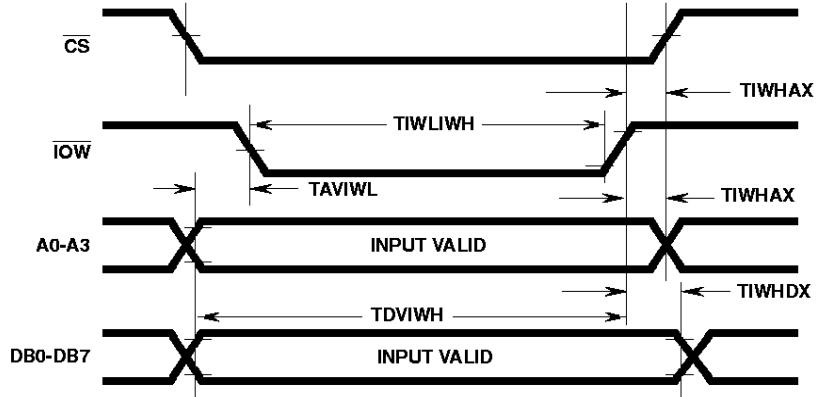 CS
TIWHAX
TIWLIWH
IOW
TAVIWL
TIWHAX
A0-A3
INPUT VALID
TIWHDX
TDVIWH
DB0-DB7
INPUT VALID